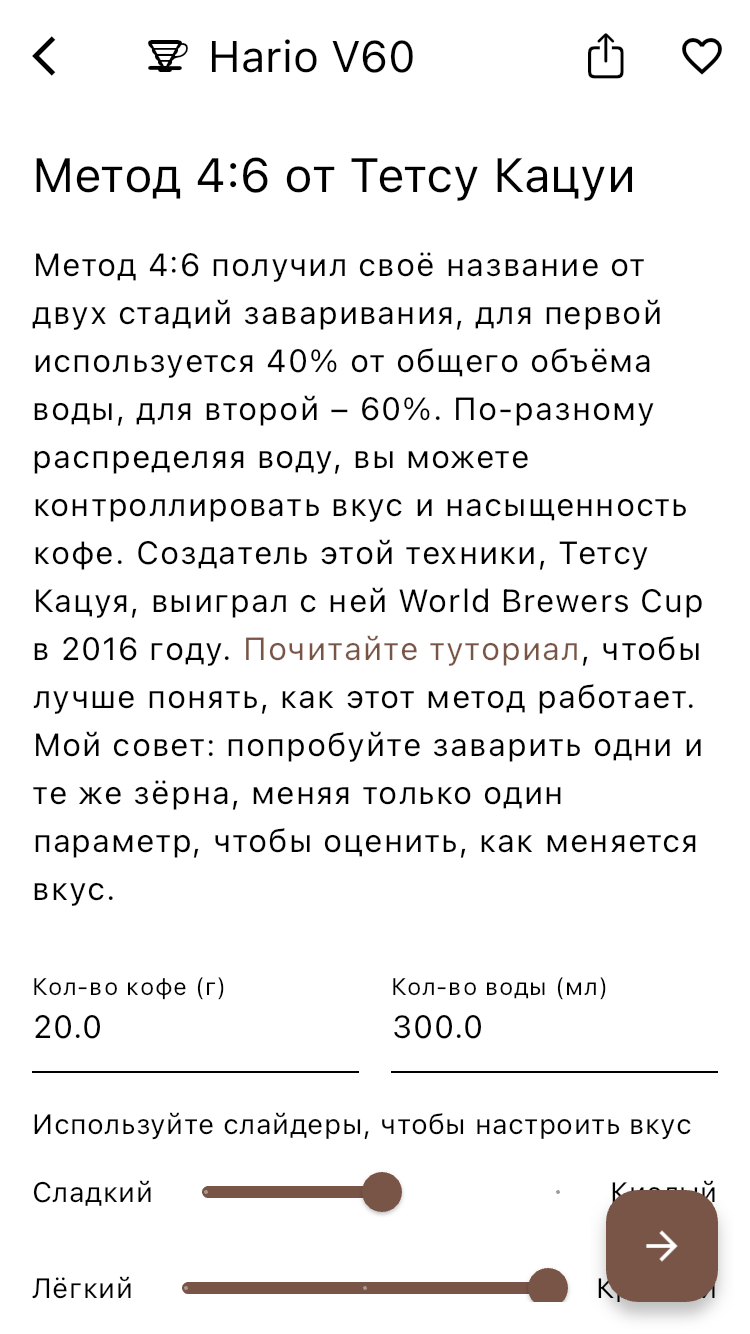 Hario V60
Метод 4:6 от Тетсу Кацуи
Метод 4:6 получил своё название от
двух стадий заваривания, для первой
используется 40% от общего объёма
воды, для второй – 60%. По-разному
распределяя воду, вы можете
контроллировать вкус и насыщенность
кофе. Создатель этой техники, Тетсу
Кацуя, выиграл с ней World Brewers Cup
в 2016 году. Почитайте туториал, чтобы
лучше понять, как этот метод работает.
Мой совет: попробуйте заварить одни и
те же зёрна, меняя только один
параметр, чтобы оценить, как меняется
вкус.
Кол-во кофе (г) Кол-во воды (мл)
20.0 300.0
Используйте слайдеры, чтобы настроить вкус
Сладкий Кислый
Лёгкий